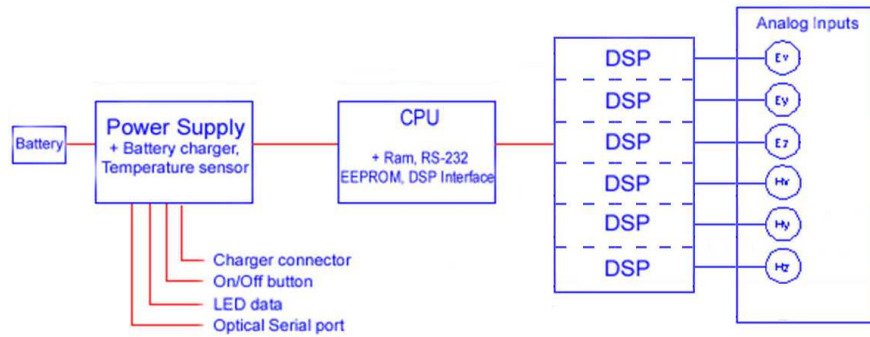 Analog Inputs
Battery
Power Supply
+ Battery charger,
Temperature sensor
CPU
+ Ram, RS-232
EEPROM, DSP Interface
DSP
DSP
DSP
DSP
DSP
DSP
Ey
Hy
Hz
Charger connector
On/Off button
LED data
Optical Serial port